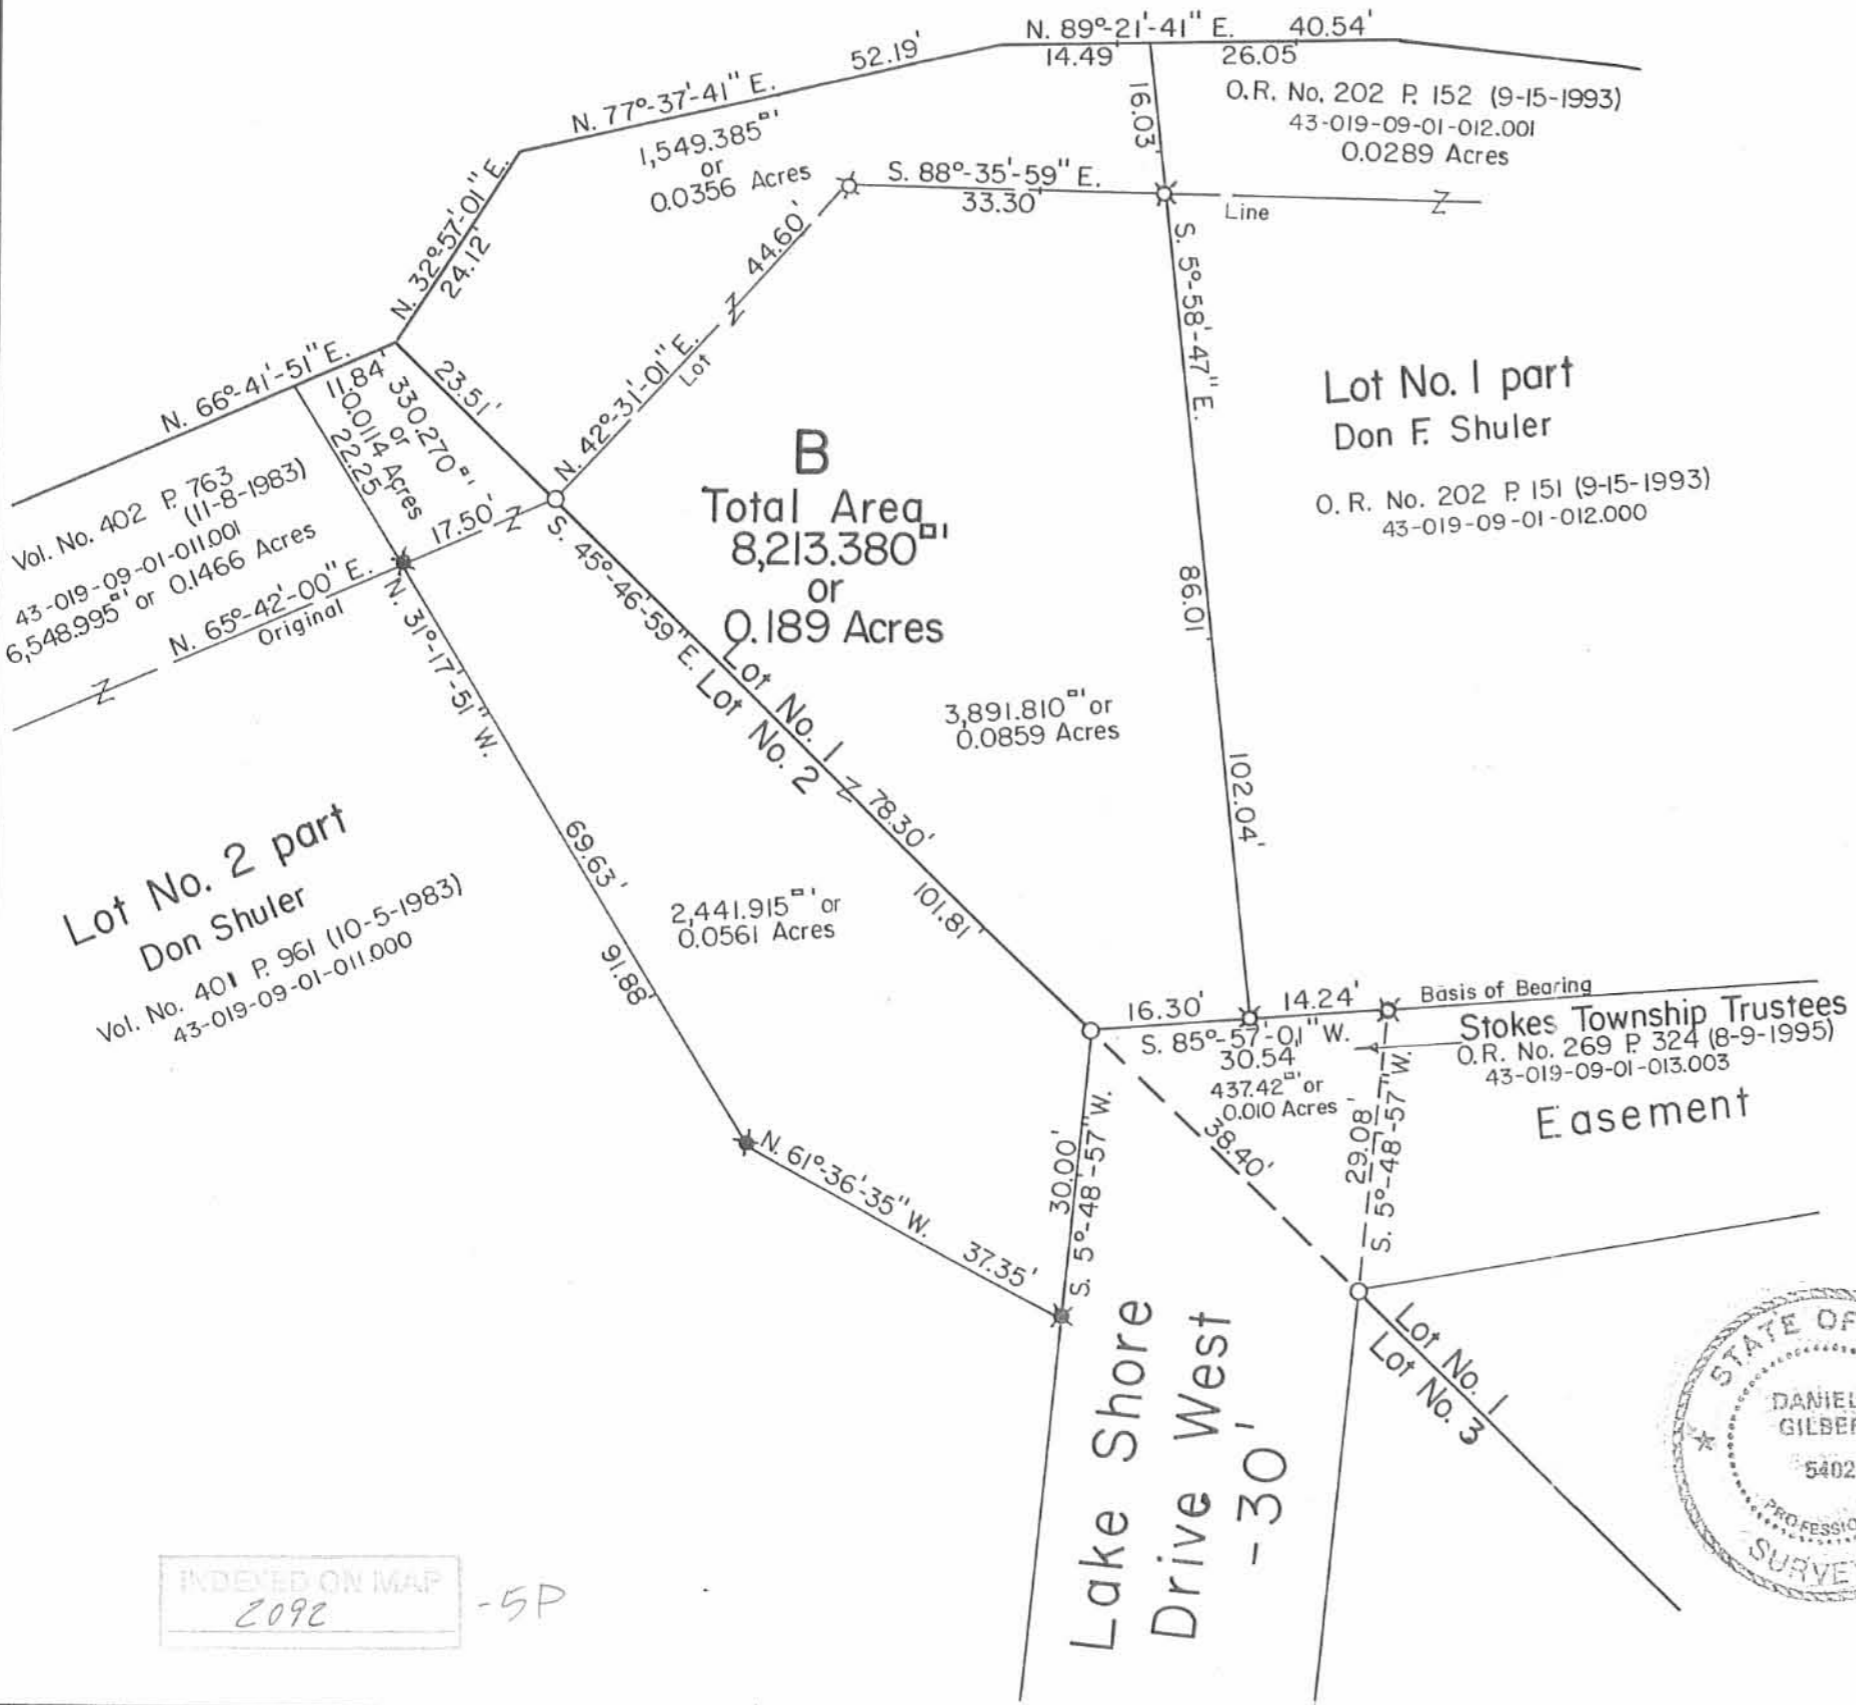 N. 89°-21'-41" E. 40.54'
14.49' 26.05'
52.19'
N. 77°-37'-41" E.
16.03'
O.R. No. 202 P. 152 (9-15-1993)
43-019-09-01-012.001
0.0289 Acres
1,549.385□'
or
0.0356 Acres
S. 88°-35'-59" E.
33.30'
Line
Z
N. 32°-57'-01" E.
24.12'
44.60'
Z
N. 42°-31'-01" E.
Lot
S. 5°-58'-47" E.
86.01'
102.04'
N. 66°-41'-51" E.
11.84'
23.51'
330.270□'
or
0.0114 Acres
22.25'
17.50'
Z
Lot No. 1 part
Don F. Shuler
O. R. No. 202 P. 151 (9-15-1993)
43-019-09-01-012.000
B
Total Area
8,213.380□'
or
0.189 Acres
Vol. No. 402 P. 763
(11-8-1983)
43-019-09-01-011.001
6,548.995□' or 0.1466 Acres
N. 65°-42'-00" E.
Original
Z
N. 31°-17'-51" W.
69.63'
91.88'
S. 45°-46'-59" E.
Lot No. 1
Lot No. 2
Z
78.30'
101.81'
3,891.810□' or
0.0859 Acres
2,441.915□' or
0.0561 Acres
Lot No. 2 part
Don Shuler
Vol. No. 401 P. 961 (10-5-1983)
43-019-09-01-011.000
16.30' 14.24'
Basis of Bearing
S. 85°-57'-01" W.
30.54'
437.42□' or
0.010 Acres
Stokes Township Trustees
O.R. No. 269 P. 324 (8-9-1995)
43-019-09-01-013.003
Easement
38.40'
29.08'
S. 5°-48'-57" W.
30.00'
S. 5°-48'-57" W.
N. 61°-36'-35" W.
37.35'
Lake Shore
Drive West
-30'
Lot No. 1
Lot No. 3
STATE OF
DANIEL
GILBE
5402
PROFESSIO
SURVE
INDEXED ON MAP
2092
-5P